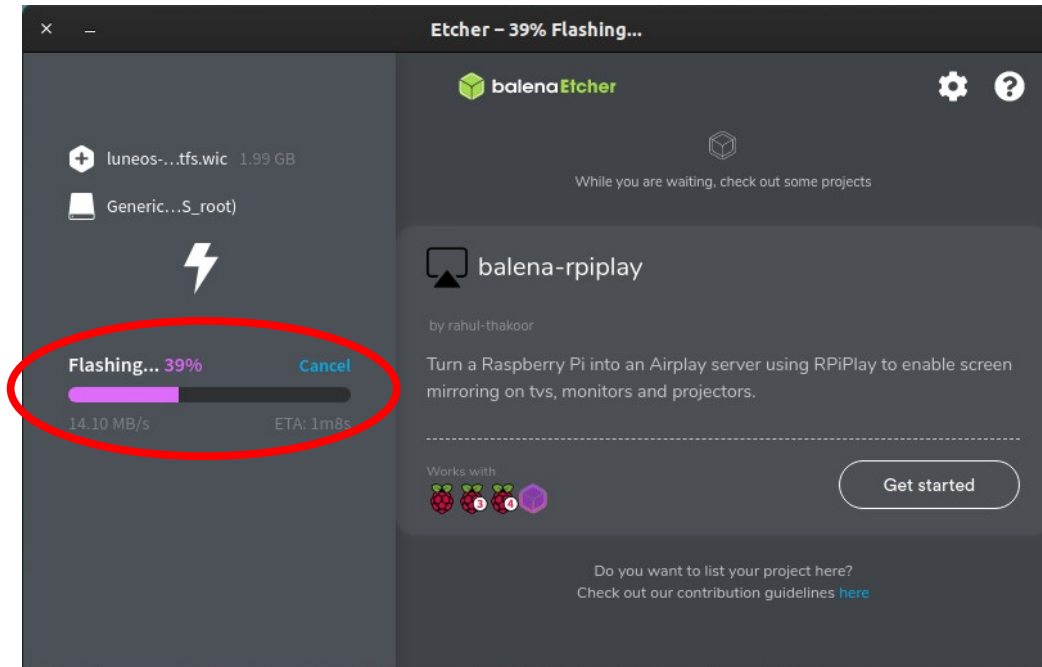 Etcher – 39% Flashing...
balenaEtcher
luneos-...tfs.wic 1.99 GB
Generic...S_root)
Flashing... 39% Cancel
14.10 MB/s ETA: 1m8s
While you are waiting, check out some projects
balena-rpiplay
by rahul-thakoor
Turn a Raspberry Pi into an Airplay server using RPiPlay to enable screen
mirroring on tvs, monitors and projectors.
Works with
3 4
Get started
Do you want to list your project here?
Check out our contribution guidelines here